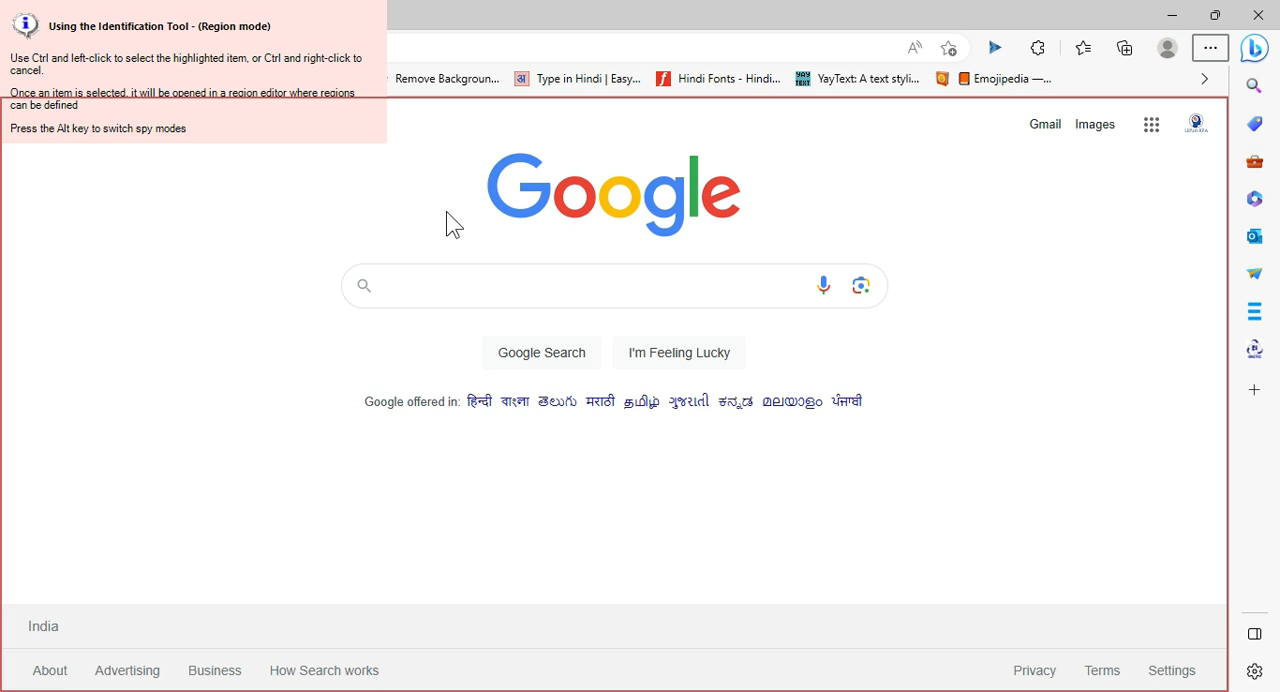 Using the Identification Tool - (Region mode)
Use Ctrl and left-click to select the highlighted item, or Ctrl and right-click to
cancel.
Once an item is selected, it will be opened in a region editor where regions
can be defined
Press the Alt key to switch spy modes
Remove Backgroun... अ Type in Hindi | Easy... f Hindi Fonts - Hindi... YAY TEXT YayText: A text styli... Emojipedia —...
Gmail Images
Google
Google Search I'm Feeling Lucky
Google offered in: हिन्दी বাংলা తెలుగు मराठी தமிழ் ગુજરાતી ಕನ್ನಡ മലയാളം ਪੰਜਾਬੀ
India
About Advertising Business How Search works Privacy Terms Settings